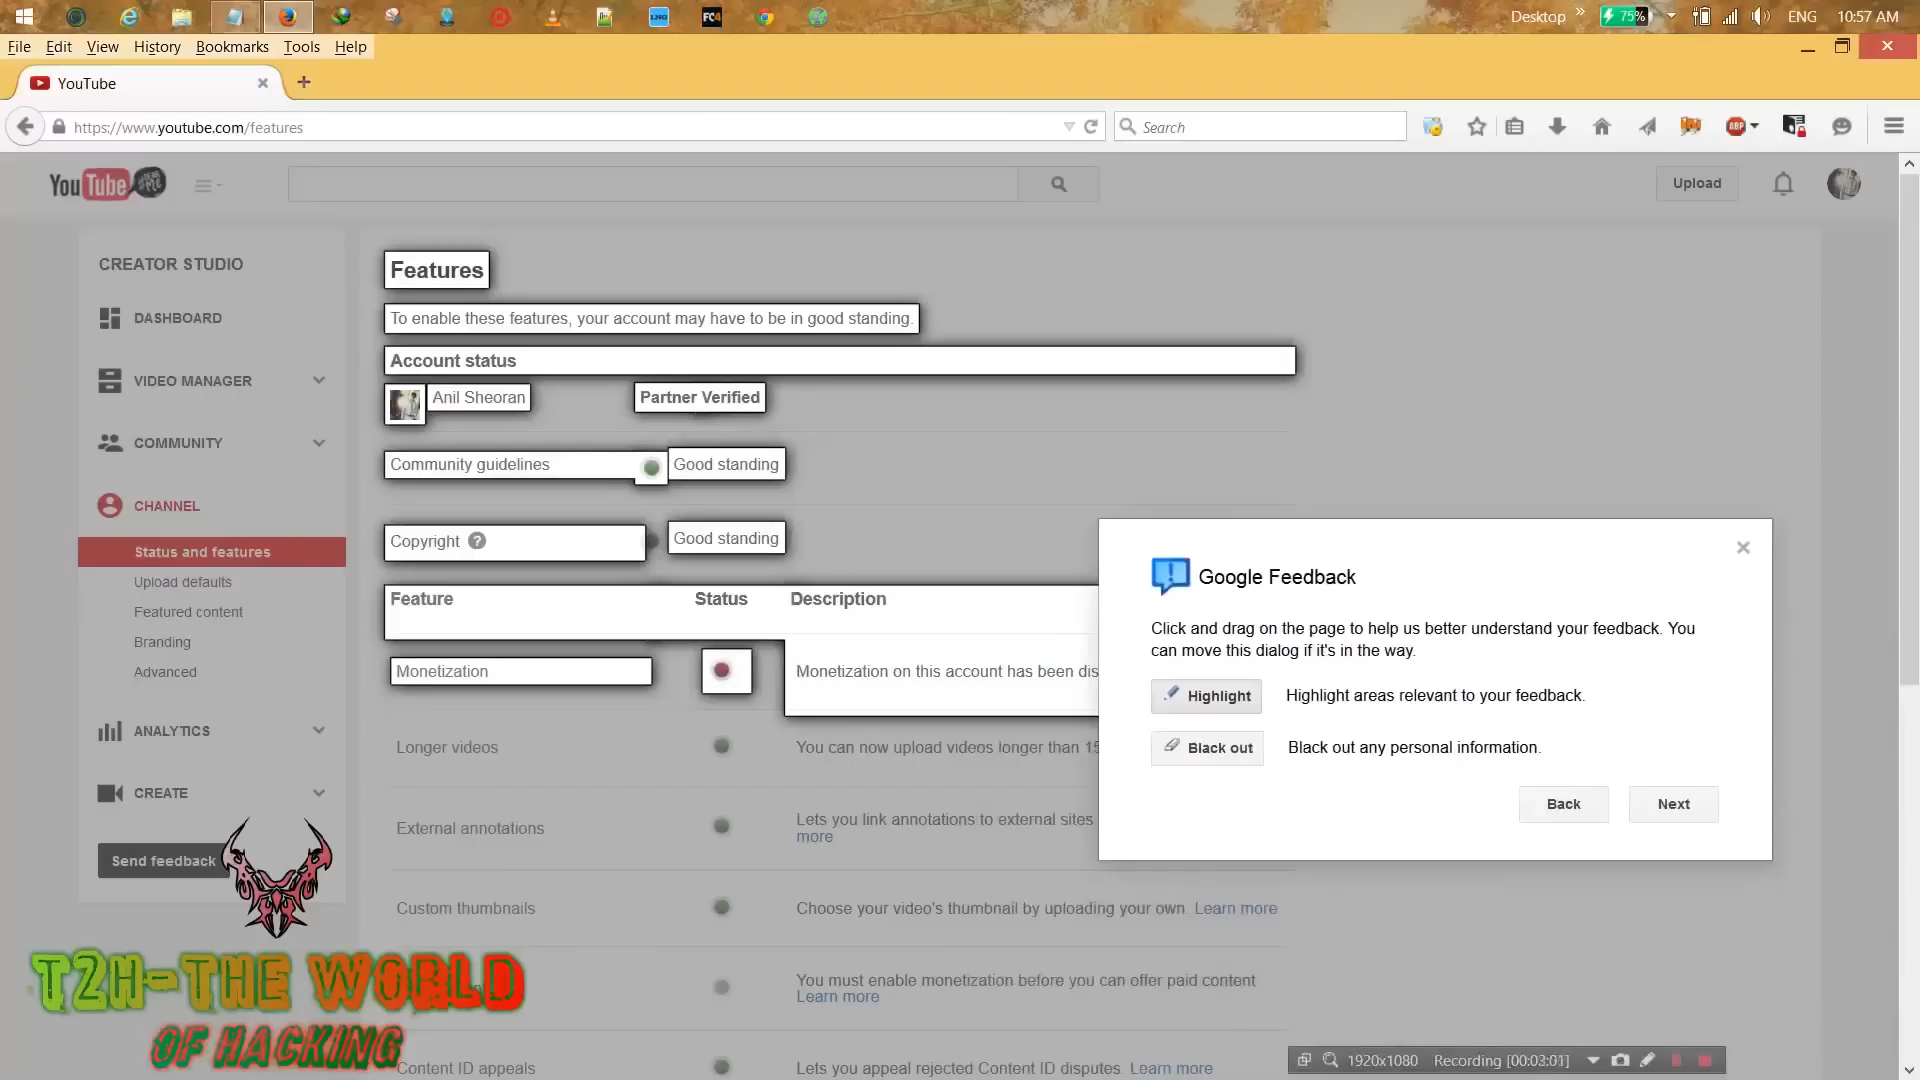 Desktop
75%
ENG
10:57 AM
File Edit View History Bookmarks Tools Help
YouTube
https://www.youtube.com/features
Search
YouTube
Upload
CREATOR STUDIO
DASHBOARD
VIDEO MANAGER
COMMUNITY
CHANNEL
Status and features
Upload defaults
Featured content
Branding
Advanced
ANALYTICS
CREATE
Send feedback
Features
To enable these features, your account may have to be in good standing.
Account status
Anil Sheoran
Partner Verified
Community guidelines
Good standing
Copyright ?
Good standing
Feature Status Description
Monetization
Monetization on this account has been dis
Longer videos
You can now upload videos longer than 15
External annotations
Lets you link annotations to external sites
more
Custom thumbnails
Choose your video's thumbnail by uploading your own. Learn more
You must enable monetization before you can offer paid content
Learn more
Content ID appeals
Lets you appeal rejected Content ID disputes. Learn more
Google Feedback
Click and drag on the page to help us better understand your feedback. You
can move this dialog if it's in the way.
Highlight
Highlight areas relevant to your feedback.
Black out
Black out any personal information.
Back
Next
T2H-THE WORLD
OF HACKING
1920x1080 Recording [00:03:01]
ABP
FC4